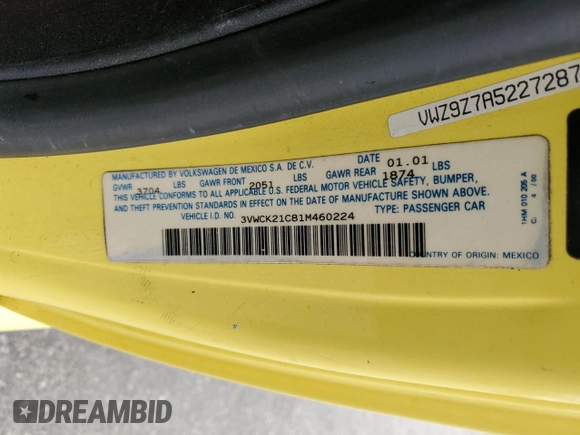 VWZ9Z7A5227287
MANUFACTURED BY VOLKSWAGEN DE MEXICO S.A. DE C.V. DATE 01.01
GVWR 3704 LBS GAWR FRONT 2051 LBS GAWR REAR 1874 LBS
THIS VEHICLE CONFORMS TO ALL APPLICABLE U.S. FEDERAL MOTOR VEHICLE SAFETY, BUMPER,
AND THEFT PREVENTION STANDARDS IN EFFECT ON THE DATE OF MANUFACTURE SHOWN ABOVE.
VEHICLE I.D. NO. 3VWCK21C81M460224 TYPE: PASSENGER CAR
COUNTRY OF ORIGIN: MEXICO
1HM 010 205 A
C: 4 / 00
DREAMBID